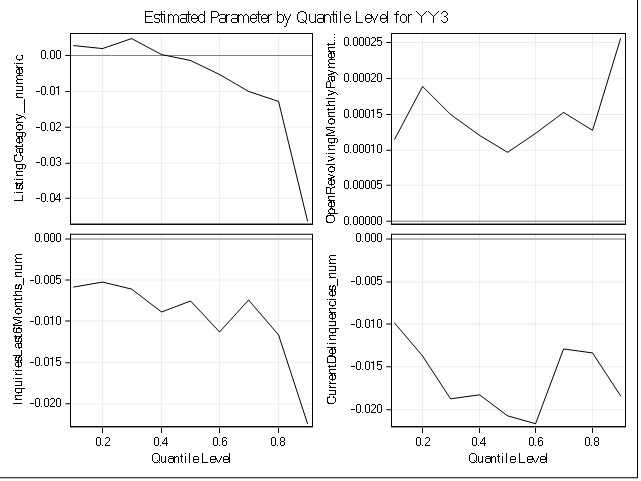 Estimated Parameter by Quantile Level for YY3
ListingCategory__numeric
0.00
-0.01
-0.02
-0.03
-0.04
OpenRevolvingMonthlyPayment...
0.00025
0.00020
0.00015
0.00010
0.00005
0.00000
InquiriesLast6Months_num
0.000
-0.005
-0.010
-0.015
-0.020
0.2 0.4 0.6 0.8
Quantile Level
CurrentDelinquencies_num
0.000
-0.005
-0.010
-0.015
-0.020
0.2 0.4 0.6 0.8
Quantile Level